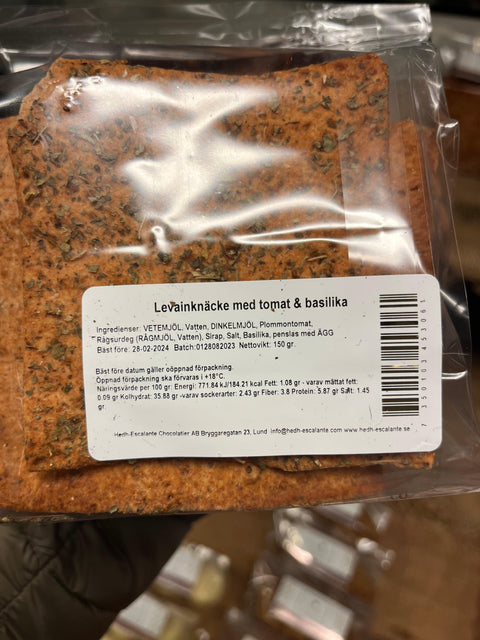 Levainknäcke med tomat & basilika
Ingredienser: VETEMJÖL, Vatten, DINKELMJÖL, Plommontomat,
Rågsurdeg (RÅGMJÖL, Vatten), Sirap, Salt, Basilika, penslas med ÄGG
Bäst före: 28-02-2024 Batch:0128082023 Nettovikt: 150 gr.
Bäst före datum gäller oöppnad förpackning.
Öppnad förpackning ska förvaras i +18°C.
Näringsvärde per 100 gr: Energi: 771.84 kJ/184.21 kcal Fett: 1.08 gr - varav mättat fett:
0.09 gr Kolhydrat: 35.88 gr -varav sockerarter: 2.43 gr Fiber: 3.8 Protein: 5.87 gr Salt: 1.45
gr.
Hedh-Escalante Chocolatier AB Bryggaregatan 23, Lund info@hedh-escalante.com www.hedh-escalante.se
7 350103 453061